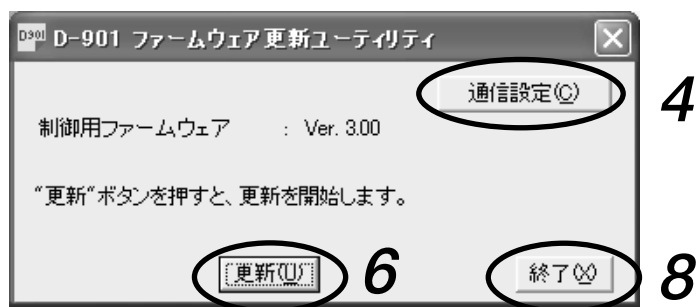 D901 D-901 ファームウェア更新ユーティリティ
通信設定(C)
4
制御用ファームウェア : Ver. 3.00
“更新”ボタンを押すと、更新を開始します。
更新(U)
6
終了(X)
8